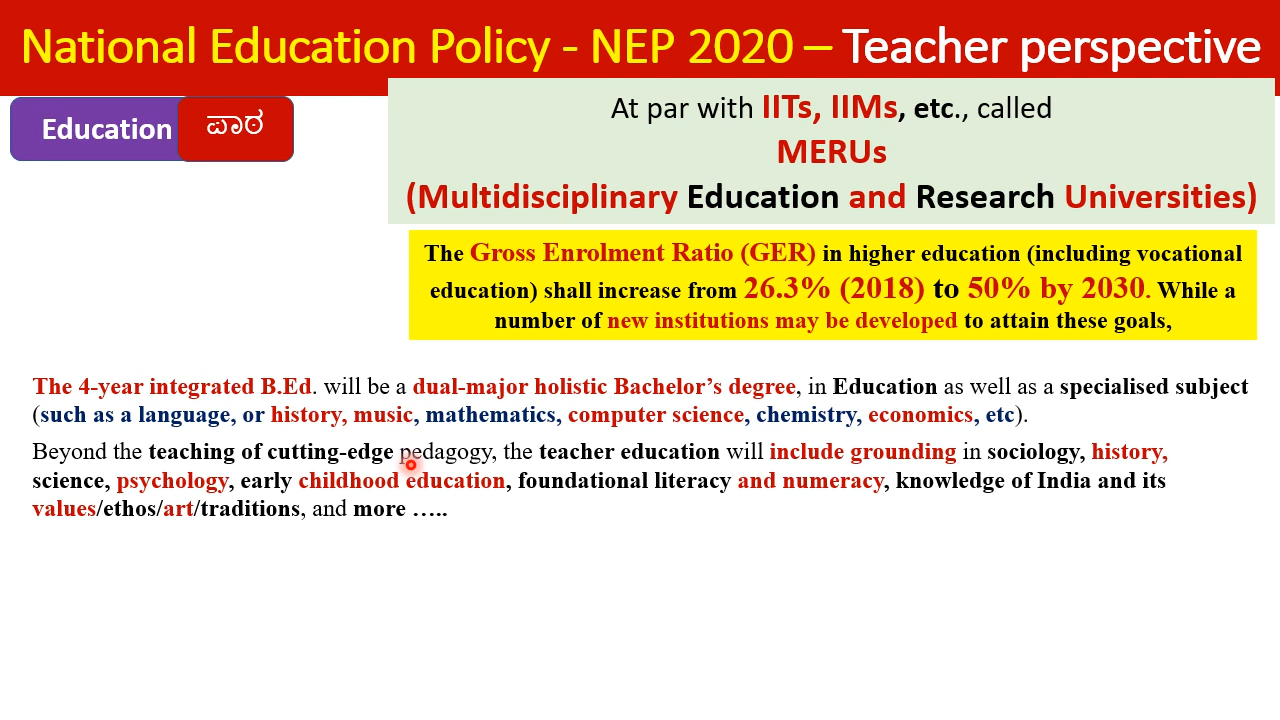 National Education Policy - NEP 2020 – Teacher perspective
Education ಪಾಠ
At par with IITs, IIMs, etc., called
MERUs
(Multidisciplinary Education and Research Universities)
The Gross Enrolment Ratio (GER) in higher education (including vocational
education) shall increase from 26.3% (2018) to 50% by 2030. While a
number of new institutions may be developed to attain these goals,
The 4-year integrated B.Ed. will be a dual-major holistic Bachelor’s degree, in Education as well as a specialised subject
(such as a language, or history, music, mathematics, computer science, chemistry, economics, etc).
Beyond the teaching of cutting-edge pedagogy, the teacher education will include grounding in sociology, history,
science, psychology, early childhood education, foundational literacy and numeracy, knowledge of India and its
values/ethos/art/traditions, and more …..